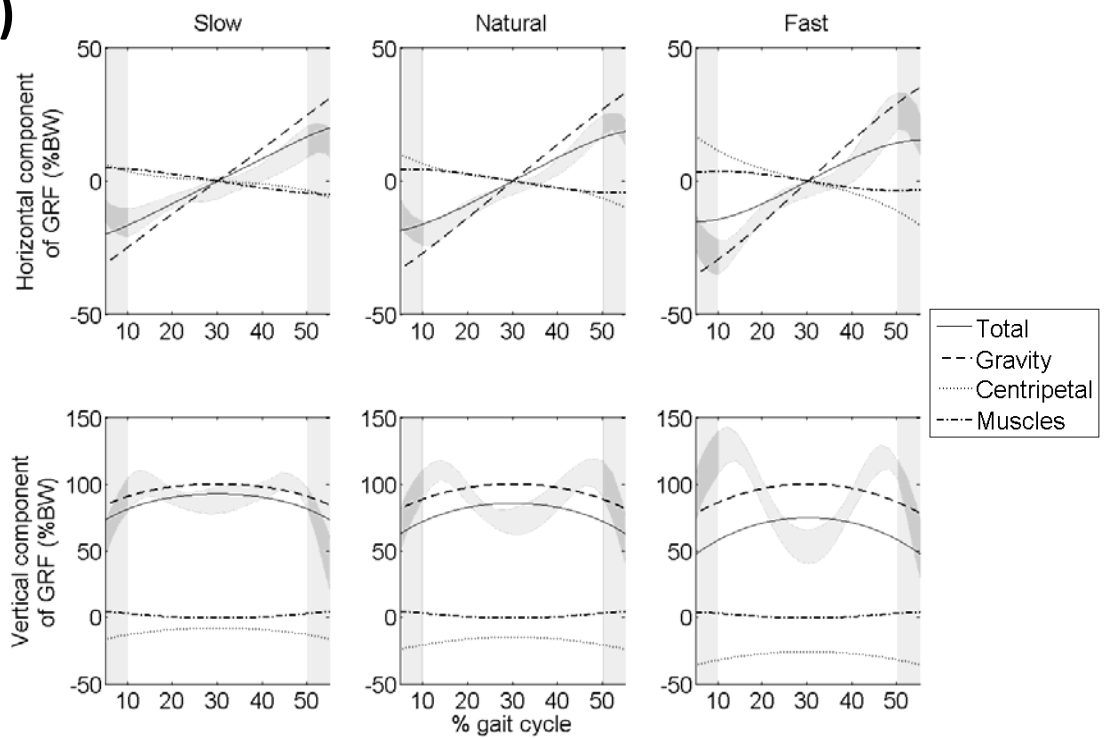 )
Slow
Natural
Fast
Horizontal component
of GRF (%BW)
50
0
-50
10 20 30 40 50
50
0
-50
10 20 30 40 50
50
0
-50
10 20 30 40 50
Total
Gravity
Centripetal
Muscles
Vertical component
of GRF (%BW)
150
100
50
0
-50
10 20 30 40 50
150
100
50
0
-50
10 20 30 40 50
150
100
50
0
-50
10 20 30 40 50
% gait cycle